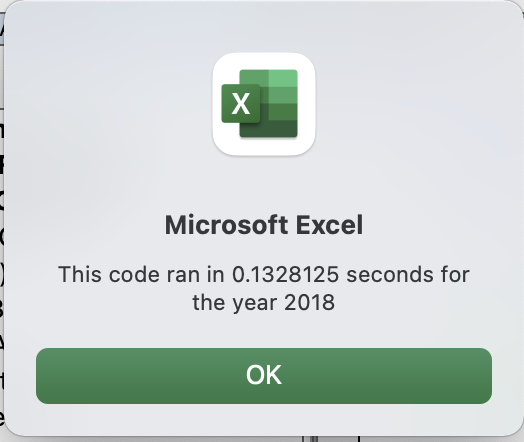 X
Microsoft Excel
This code ran in 0.1328125 seconds for
the year 2018
OK